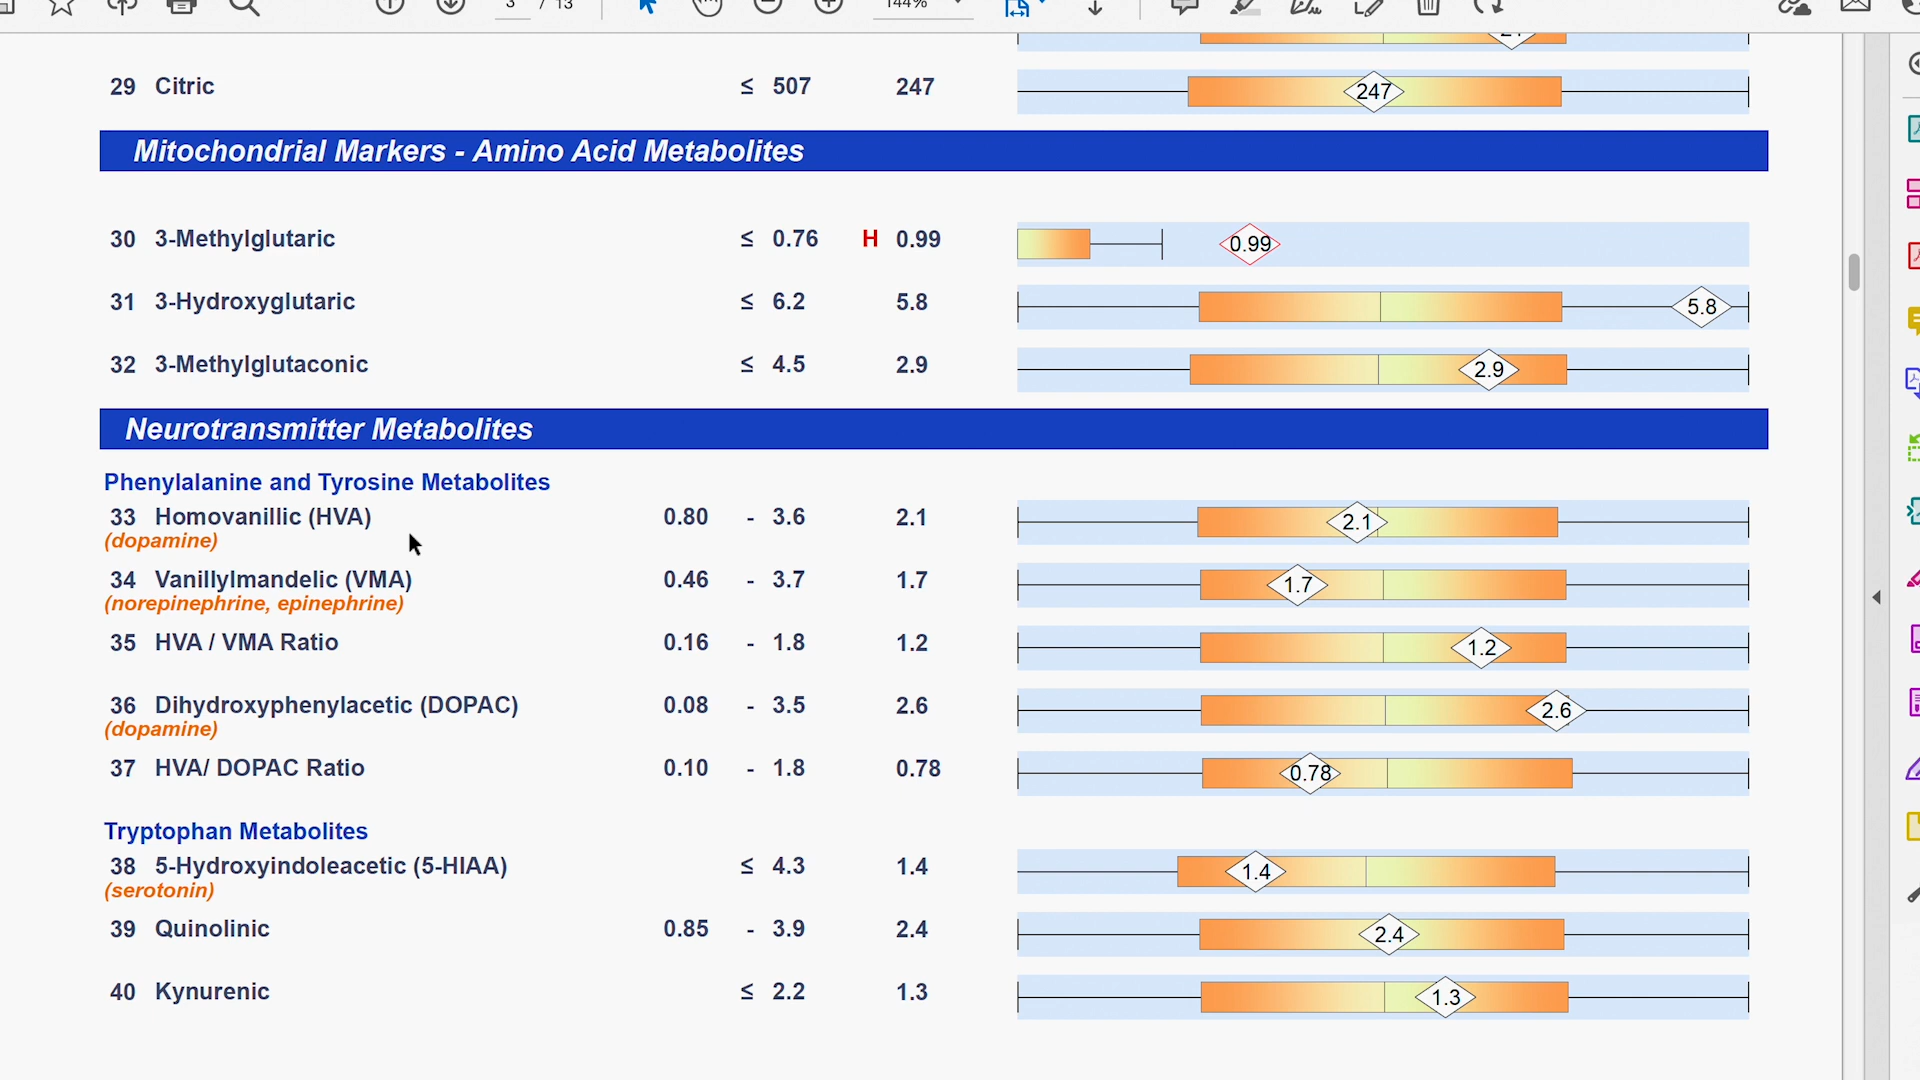 3 / 13 144%
29 Citric ≤ 507 247 247
Mitochondrial Markers - Amino Acid Metabolites
30 3-Methylglutaric ≤ 0.76 H 0.99 0.99
31 3-Hydroxyglutaric ≤ 6.2 5.8 5.8
32 3-Methylglutaconic ≤ 4.5 2.9 2.9
Neurotransmitter Metabolites
Phenylalanine and Tyrosine Metabolites
33 Homovanillic (HVA) 0.80 - 3.6 2.1 2.1
(dopamine)
34 Vanillylmandelic (VMA) 0.46 - 3.7 1.7 1.7
(norepinephrine, epinephrine)
35 HVA / VMA Ratio 0.16 - 1.8 1.2 1.2
36 Dihydroxyphenylacetic (DOPAC) 0.08 - 3.5 2.6 2.6
(dopamine)
37 HVA/ DOPAC Ratio 0.10 - 1.8 0.78 0.78
Tryptophan Metabolites
38 5-Hydroxyindoleacetic (5-HIAA) ≤ 4.3 1.4 1.4
(serotonin)
39 Quinolinic 0.85 - 3.9 2.4 2.4
40 Kynurenic ≤ 2.2 1.3 1.3